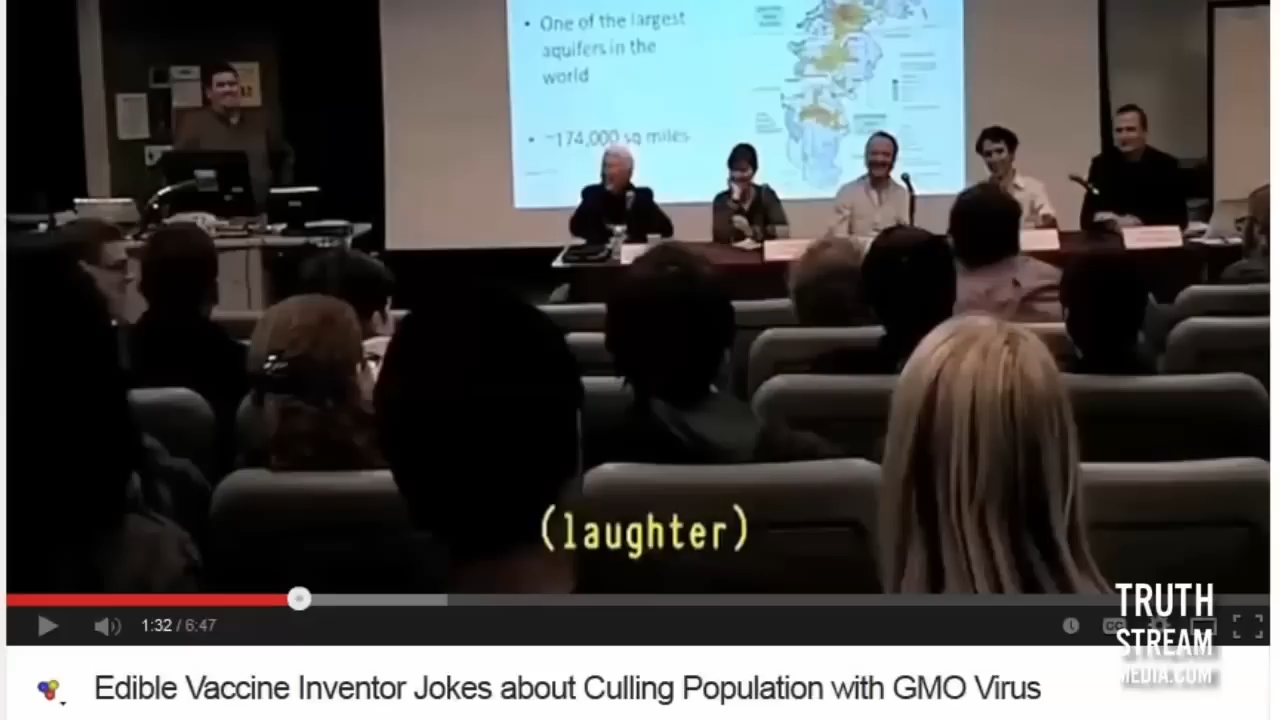 • One of the largest
aquifers in the
world
• ~174,000 sq miles
(laughter)
1:32 / 6:47
CC
TRUTH
STREAM
MEDIA.COM
Edible Vaccine Inventor Jokes about Culling Population with GMO Virus